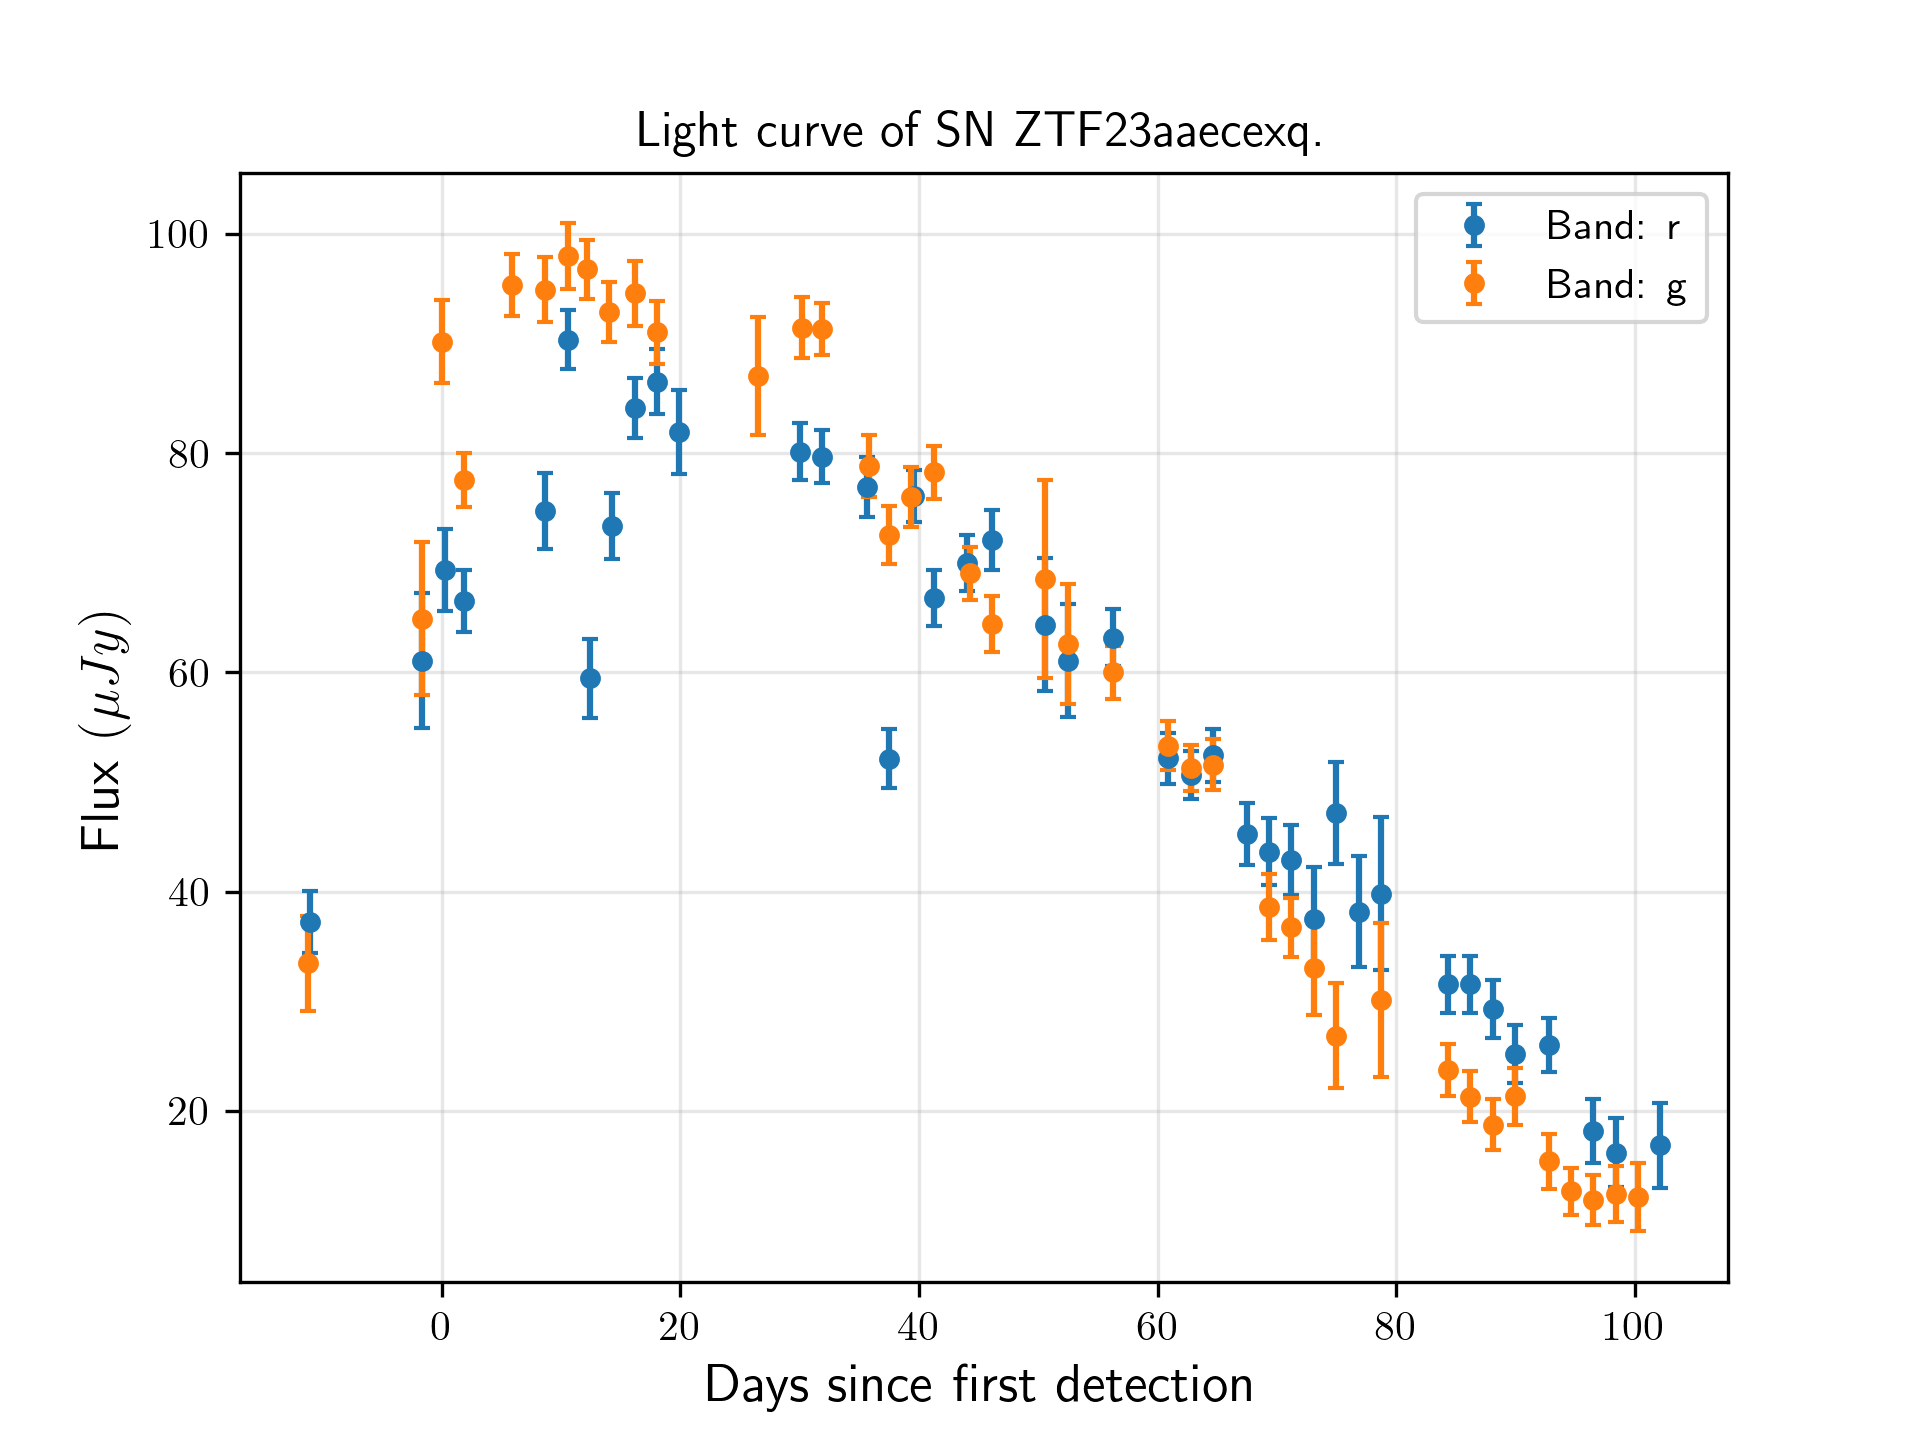 Light curve of SN ZTF23aaecexq.
Band: r
Band: g
100
80
60
40
20
Flux (μJy)
0 20 40 60 80 100
Days since first detection